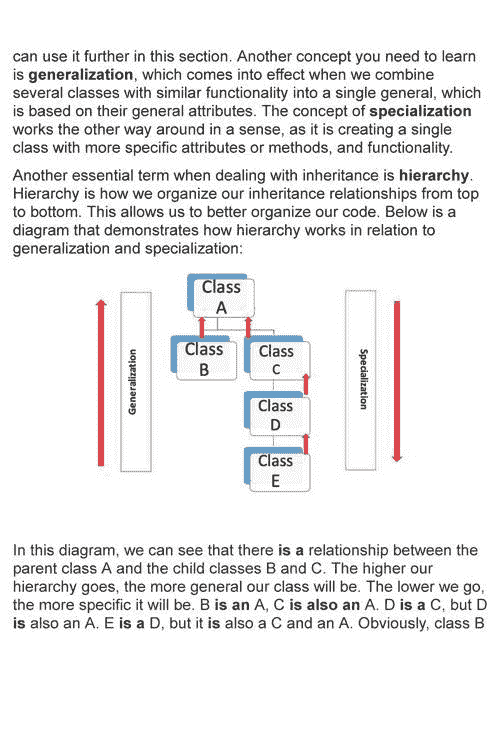 can use it further in this section. Another concept you need to learn
is generalization, which comes into effect when we combine
several classes with similar functionality into a single general, which
is based on their general attributes. The concept of specialization
works the other way around in a sense, as it is creating a single
class with more specific attributes or methods, and functionality.
Another essential term when dealing with inheritance is hierarchy.
Hierarchy is how we organize our inheritance relationships from top
to bottom. This allows us to better organize our code. Below is a
diagram that demonstrates how hierarchy works in relation to
generalization and specialization:
Class
A
Generalization
Class
B
Class
C
Specialization
Class
D
Class
E
In this diagram, we can see that there is a relationship between the
parent class A and the child classes B and C. The higher our
hierarchy goes, the more general our class will be. The lower we go,
the more specific it will be. B is an A, C is also an A. D is a C, but D
is also an A. E is a D, but it is also a C and an A. Obviously, class B